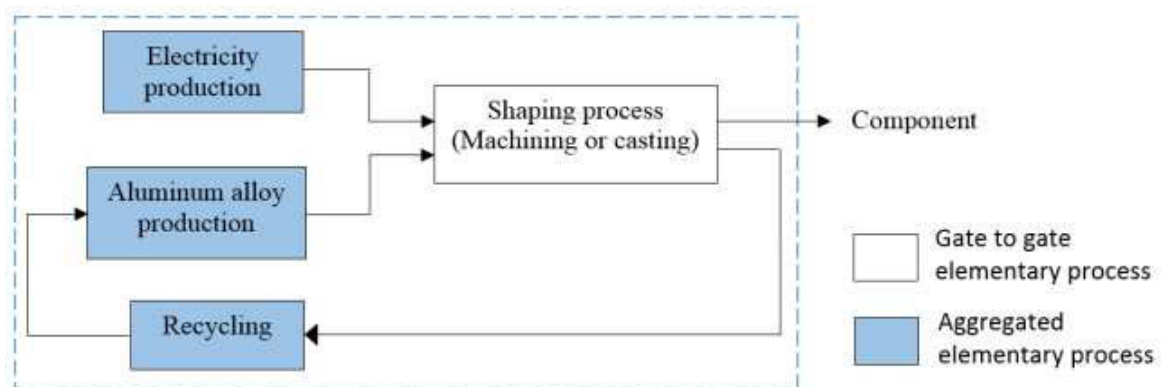 Electricity
production
Shaping process
(Machining or casting)
Component
Aluminum alloy
production
Gate to gate
elementary process
Recycling
Aggregated
elementary process